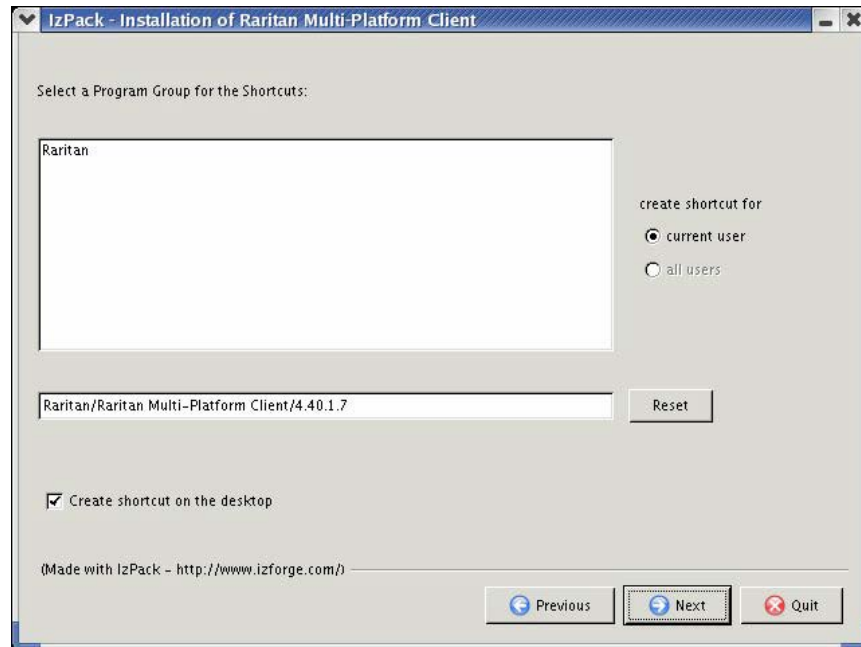 IzPack - Installation of Raritan Multi-Platform Client
Select a Program Group for the Shortcuts:
Raritan
create shortcut for
current user
all users
Raritan/Raritan Multi-Platform Client/4.40.1.7
Reset
Create shortcut on the desktop
(Made with IzPack - http://www.izforge.com/)
Previous
Next
Quit